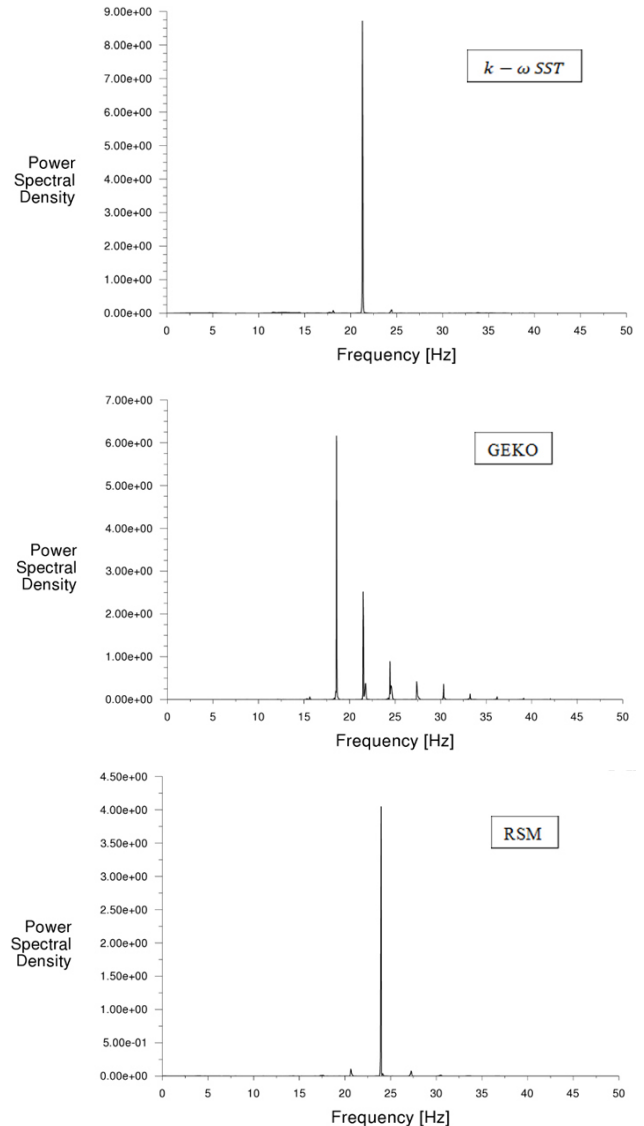 9.00e+00
8.00e+00
7.00e+00
6.00e+00
5.00e+00
4.00e+00
3.00e+00
2.00e+00
1.00e+00
0.00e+00
Power
Spectral
Density
k − ω SST
0 5 10 15 20 25 30 35 40 45 50
Frequency [Hz]
7.00e+00
6.00e+00
5.00e+00
4.00e+00
3.00e+00
2.00e+00
1.00e+00
0.00e+00
Power
Spectral
Density
GEKO
0 5 10 15 20 25 30 35 40 45 50
Frequency [Hz]
4.50e+00
4.00e+00
3.50e+00
3.00e+00
2.50e+00
2.00e+00
1.50e+00
1.00e+00
5.00e-01
0.00e+00
Power
Spectral
Density
RSM
0 5 10 15 20 25 30 35 40 45 50
Frequency [Hz]